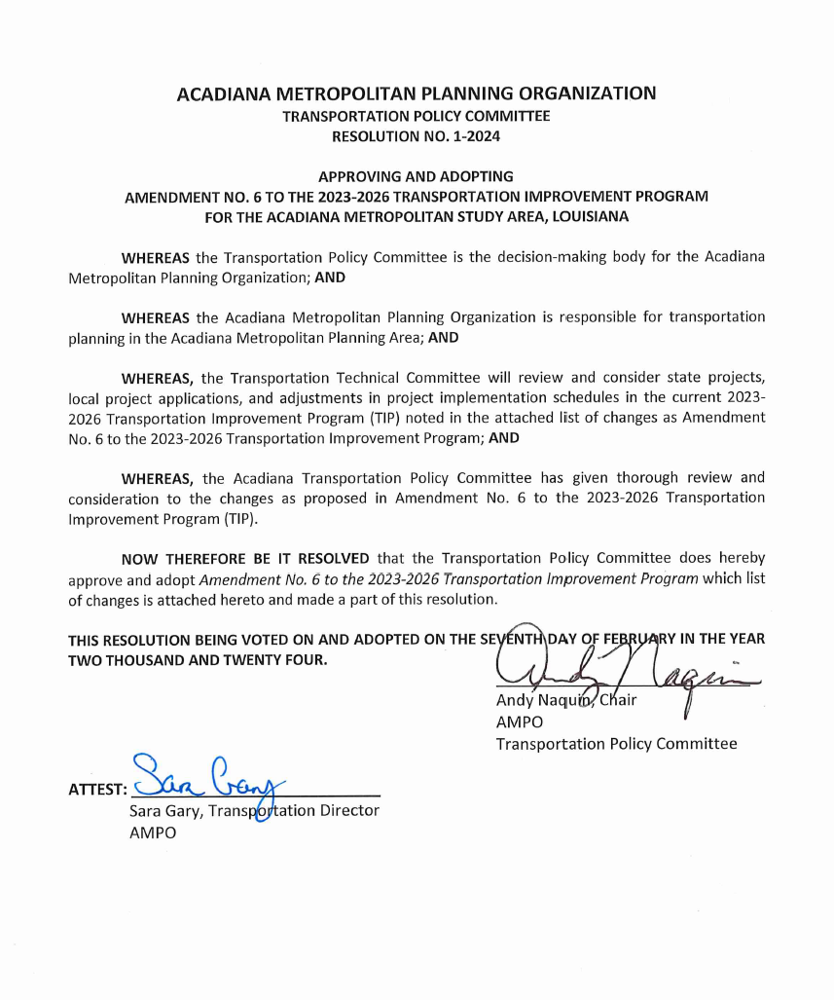 ACADIANA METROPOLITAN PLANNING ORGANIZATION
TRANSPORTATION POLICY COMMITTEE
RESOLUTION NO. 1-2024
APPROVING AND ADOPTING
AMENDMENT NO. 6 TO THE 2023-2026 TRANSPORTATION IMPROVEMENT PROGRAM
FOR THE ACADIANA METROPOLITAN STUDY AREA, LOUISIANA
WHEREAS the Transportation Policy Committee is the decision-making body for the Acadiana
Metropolitan Planning Organization; AND
WHEREAS the Acadiana Metropolitan Planning Organization is responsible for transportation
planning in the Acadiana Metropolitan Planning Area; AND
WHEREAS, the Transportation Technical Committee will review and consider state projects,
local project applications, and adjustments in project implementation schedules in the current 2023-
2026 Transportation Improvement Program (TIP) noted in the attached list of changes as Amendment
No. 6 to the 2023-2026 Transportation Improvement Program; AND
WHEREAS, the Acadiana Transportation Policy Committee has given thorough review and
consideration to the changes as proposed in Amendment No. 6 to the 2023-2026 Transportation
Improvement Program (TIP).
NOW THEREFORE BE IT RESOLVED that the Transportation Policy Committee does hereby
approve and adopt Amendment No. 6 to the 2023-2026 Transportation Improvement Program which list
of changes is attached hereto and made a part of this resolution.
THIS RESOLUTION BEING VOTED ON AND ADOPTED ON THE SEVENTH DAY OF FEBRUARY IN THE YEAR
TWO THOUSAND AND TWENTY FOUR.
Andy Naquin
Andy Naquin, Chair
AMPO
Transportation Policy Committee
ATTEST: Sara Gary
Sara Gary, Transportation Director
AMPO